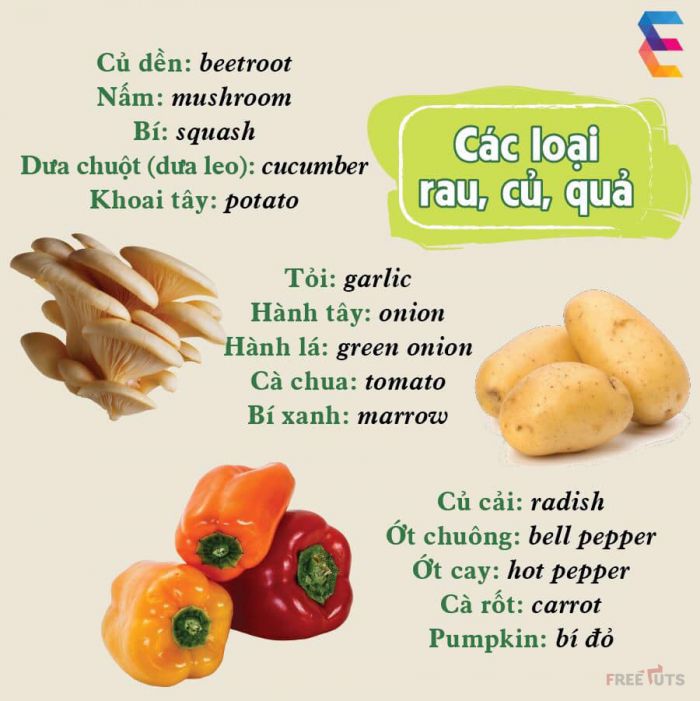 Củ dền: beetroot
Nấm: mushroom
Bí: squash
Dưa chuột (dưa leo): cucumber
Khoai tây: potato
Các loại
rau, củ, quả
Tỏi: garlic
Hành tây: onion
Hành lá: green onion
Cà chua: tomato
Bí xanh: marrow
Củ cải: radish
Ớt chuông: bell pepper
Ớt cay: hot pepper
Cà rốt: carrot
Pumpkin: bí đỏ
FREETUTS